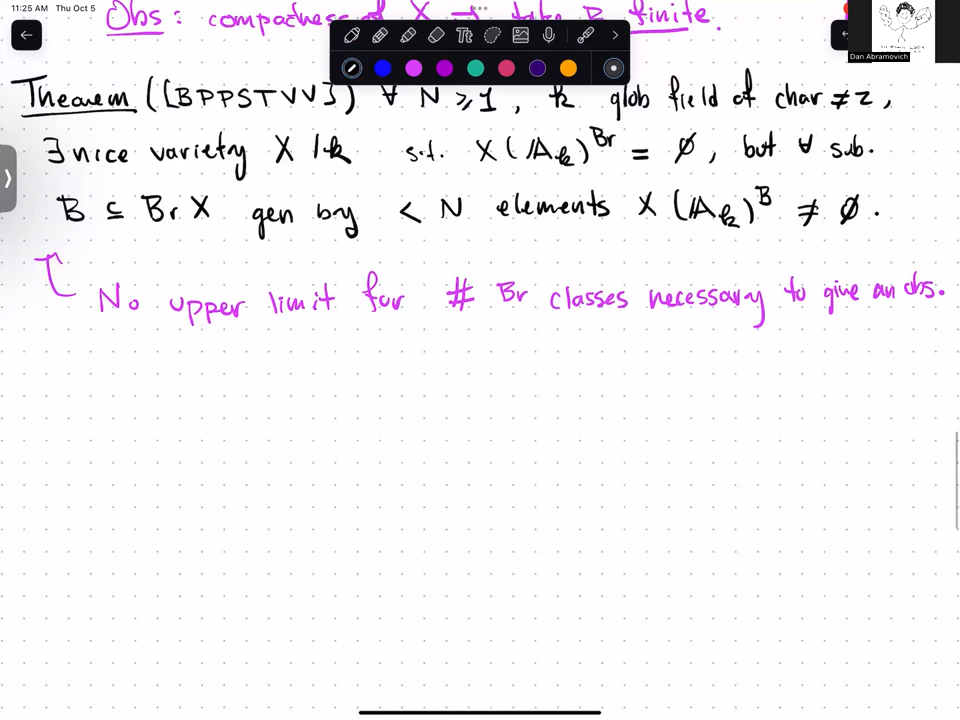 11:25 AM Thu Oct 5
Obs: compactness of X → take B finite.
Tt
Dan Abramovich
Theorem ([BPPSTVV]) ∀ N ≥ 1, k glob field of char ≠ 2,
∃ nice variety X/k s.t. X(𝔸_k)^Br = ∅, but ∀ sub.
B ⊆ Br X gen by < N elements X(𝔸_k)^B ≠ ∅.
No upper limit for # Br classes necessary to give an obs.